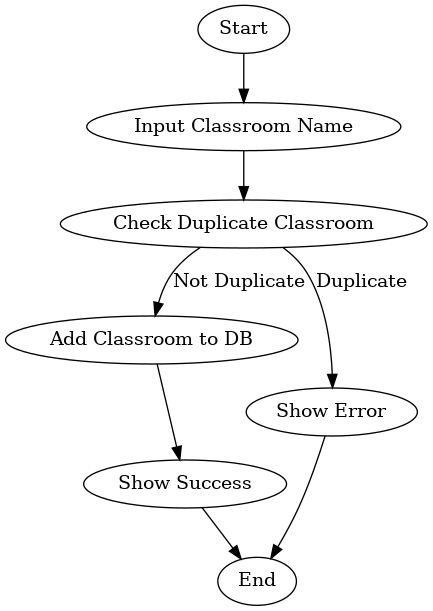 Start
Input Classroom Name
Check Duplicate Classroom
Not Duplicate
Duplicate
Add Classroom to DB
Show Error
Show Success
End